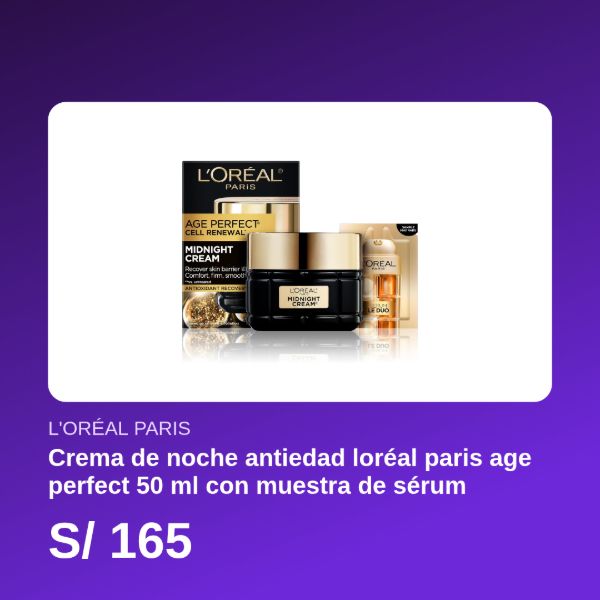 L'ORÉAL
PARIS
AGE PERFECT
CELL RENEWAL
MIDNIGHT
CREAM
Recover skin barrier
Comfort, firm, smooth
ANTIOXIDANT RECOVERY
L'ORÉAL
MIDNIGHT
CREAM
L'ORÉAL
PARIS
LE DUO
L'ORÉAL PARIS
Crema de noche antiedad loréal paris age
perfect 50 ml con muestra de sérum
S/ 165